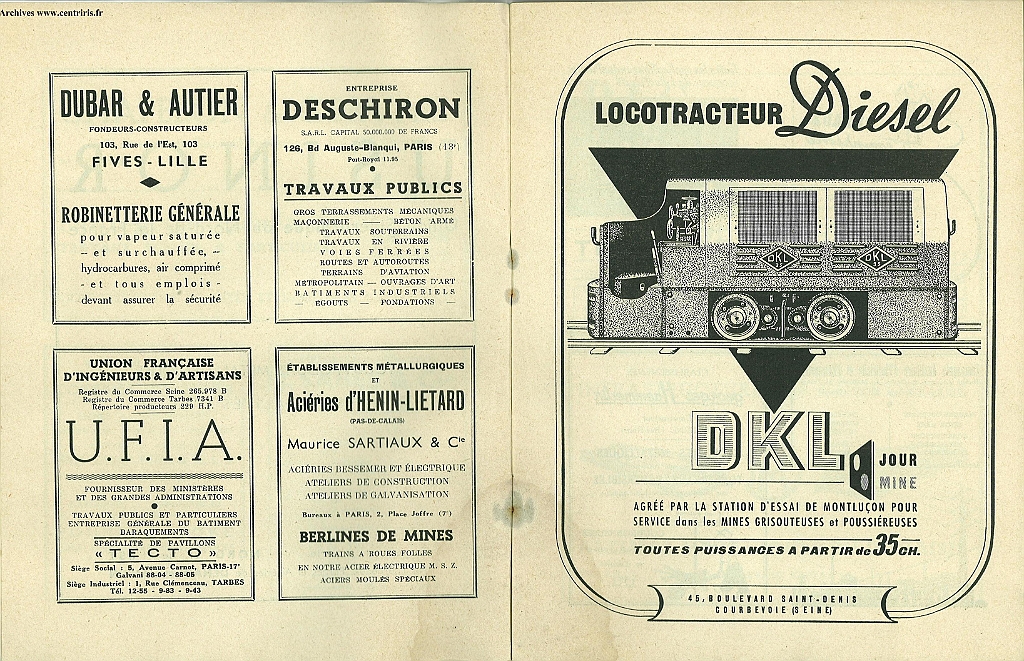 Archives www.centriris.fr
DUBAR & AUTIER
FONDEURS-CONSTRUCTEURS
103, Rue de l'Est, 103
FIVES - LILLE
ROBINETTERIE GÉNÉRALE
pour vapeur saturée
- et surchauffée, -
hydrocarbures, air comprimé
- et tous emplois -
devant assurer la sécurité
ENTREPRISE
DESCHIRON
S.A.R.L. CAPITAL 50.000.000 DE FRANCS
126, Bd Auguste-Blanqui, PARIS (13e)
Port-Royal 11.95
TRAVAUX PUBLICS
GROS TERRASSEMENTS MÉCANIQUES
MAÇONNERIE — BÉTON ARMÉ
TRAVAUX SOUTERRAINS
TRAVAUX EN RIVIÈRE
VOIES FERRÉES
ROUTES ET AUTOROUTES
TERRAINS D'AVIATION
METROPOLITAIN — OUVRAGES D'ART
BATIMENTS INDUSTRIELS
— EGOUTS — FONDATIONS —
UNION FRANÇAISE
D'INGÉNIEURS & D'ARTISANS
Registre du Commerce Seine 265.978 B
Registre du Commerce Tarbes 7341 B
Répertoire producteurs 229 H.P.
U.F.I.A.
FOURNISSEUR DES MINISTÈRES
ET DES GRANDES ADMINISTRATIONS
TRAVAUX PUBLICS ET PARTICULIERS
ENTREPRISE GÉNÉRALE DU BATIMENT
DARAQUEMENTS
SPÉCIALITÉ DE PAVILLONS
« TECTO »
Siège Social : 5, Avenue Carnot, PARIS-17e
Galvani 88-04 - 88-05
Siège Industriel : 1, Rue Clémenceau, TARBES
Tél. 12-55 - 9-83 - 9-43
ÉTABLISSEMENTS MÉTALLURGIQUES
ET
Aciéries d'HENIN-LIETARD
(PAS-DE-CALAIS)
Maurice SARTIAUX & Cie
ACIÉRIES BESSEMER ET ÉLECTRIQUE
ATELIERS DE CONSTRUCTION
ATELIERS DE GALVANISATION
Bureaux à PARIS, 2, Place Joffre (7e)
BERLINES DE MINES
TRAINS A ROUES FOLLES
EN NOTRE ACIER ÉLECTRIQUE M. S. Z.
ACIERS MOULÉS SPÉCIAUX
LOCOTRACTEUR Diesel
DKL DKL
DKL
JOUR
MINE
AGRÉÉ PAR LA STATION D'ESSAI DE MONTLUÇON POUR
SERVICE dans les MINES GRISOUTEUSES et POUSSIÉREUSES
TOUTES PUISSANCES A PARTIR de 35 CH.
45, BOULEVARD SAINT-DENIS
COURBEVOIE (SEINE)